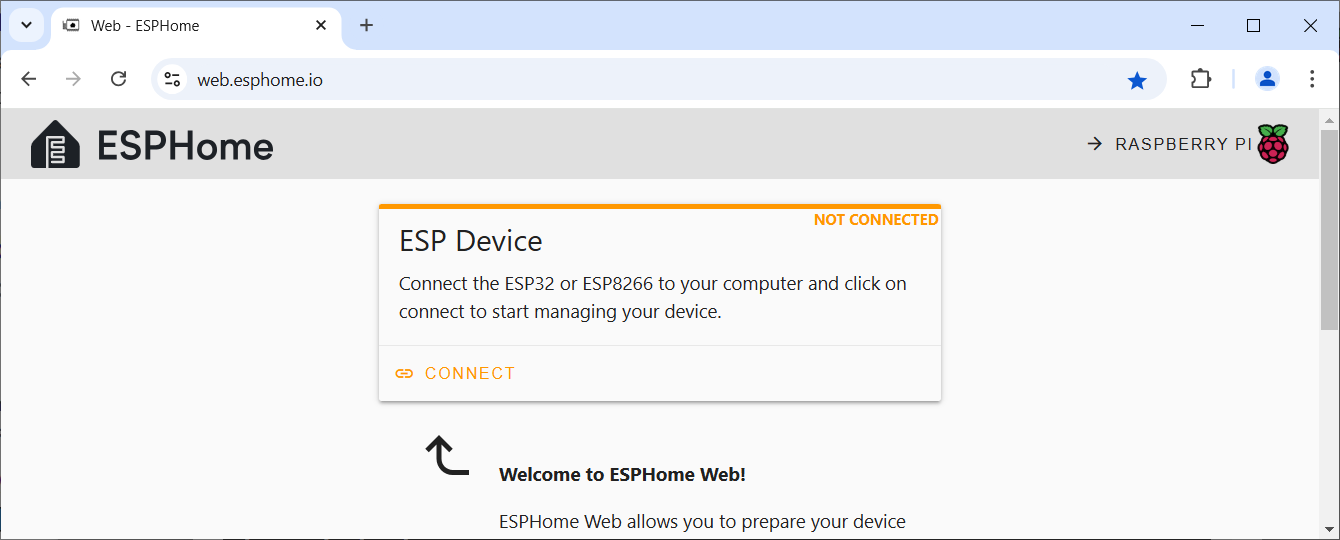 Web - ESPHome
web.esphome.io
ESPHome
RASPBERRY PI
NOT CONNECTED
ESP Device
Connect the ESP32 or ESP8266 to your computer and click on
connect to start managing your device.
CONNECT
Welcome to ESPHome Web!
ESPHome Web allows you to prepare your device